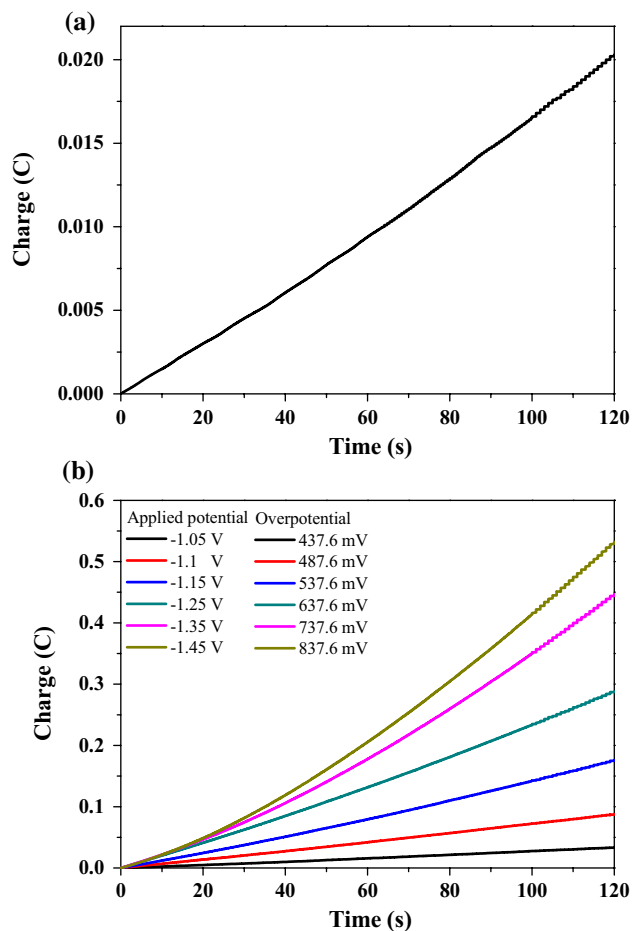 (a)
0.020
0.015
0.010
0.005
0.000
Charge (C)
0 20 40 60 80 100 120
Time (s)
(b)
0.6
0.5
0.4
0.3
0.2
0.1
0.0
Charge (C)
Applied potential Overpotential
-1.05 V 437.6 mV
-1.1 V 487.6 mV
-1.15 V 537.6 mV
-1.25 V 637.6 mV
-1.35 V 737.6 mV
-1.45 V 837.6 mV
0 20 40 60 80 100 120
Time (s)